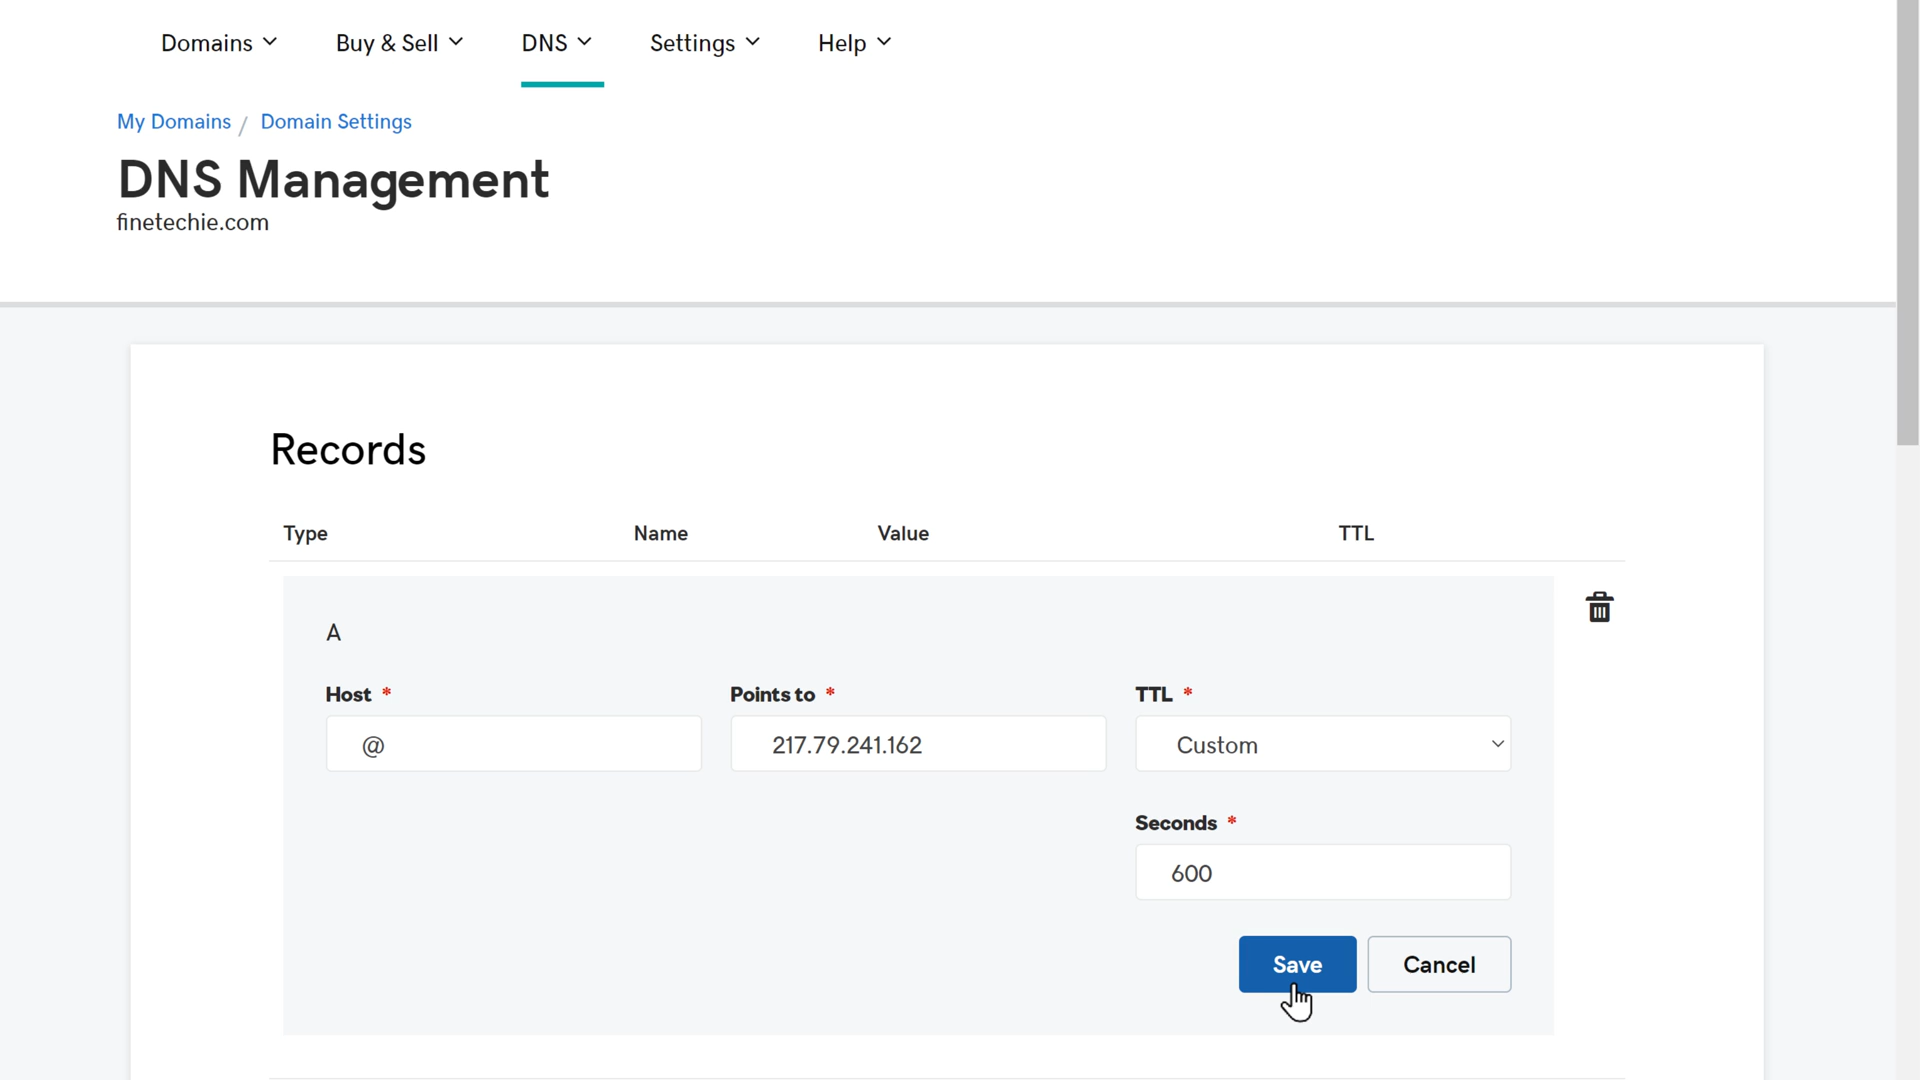 Domains
Buy & Sell
DNS
Settings
Help
My Domains / Domain Settings
DNS Management
finetechie.com
Records
Type Name Value TTL
A
Host * Points to * TTL *
@ 217.79.241.162 Custom
Seconds *
600
Save Cancel